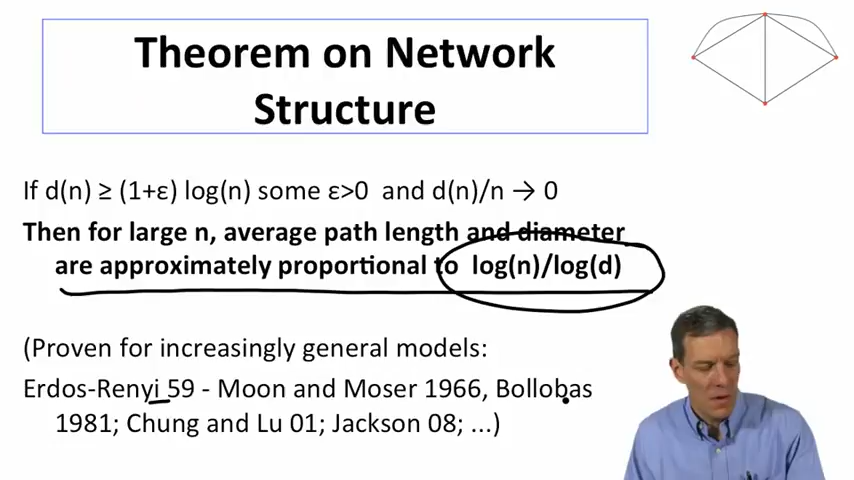 Theorem on Network
Structure
If d(n) ≥ (1+ε) log(n) some ε>0 and d(n)/n → 0
Then for large n, average path length and diameter
are approximately proportional to log(n)/log(d)
(Proven for increasingly general models:
Erdos-Renyi 59 - Moon and Moser 1966, Bollobas
1981; Chung and Lu 01; Jackson 08; ...)